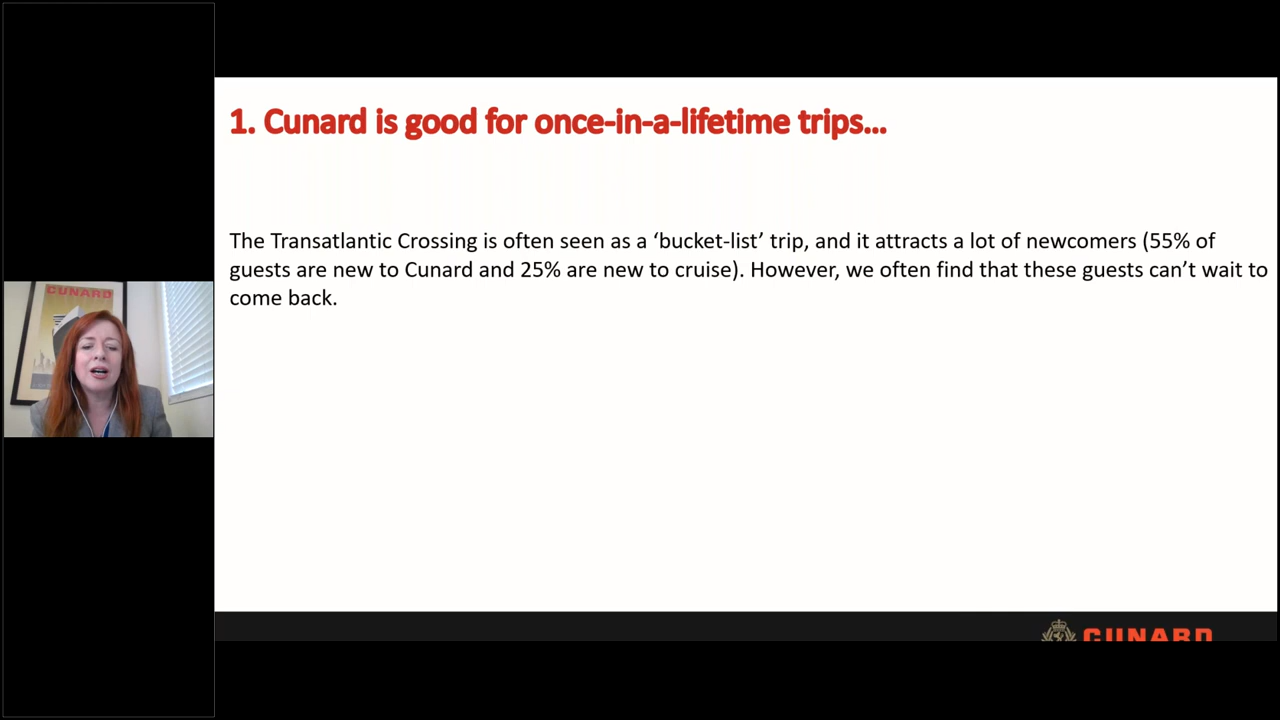 1. Cunard is good for once-in-a-lifetime trips...
The Transatlantic Crossing is often seen as a ‘bucket-list’ trip, and it attracts a lot of newcomers (55% of
guests are new to Cunard and 25% are new to cruise). However, we often find that these guests can’t wait to
come back.
CUNARD
CUNARD